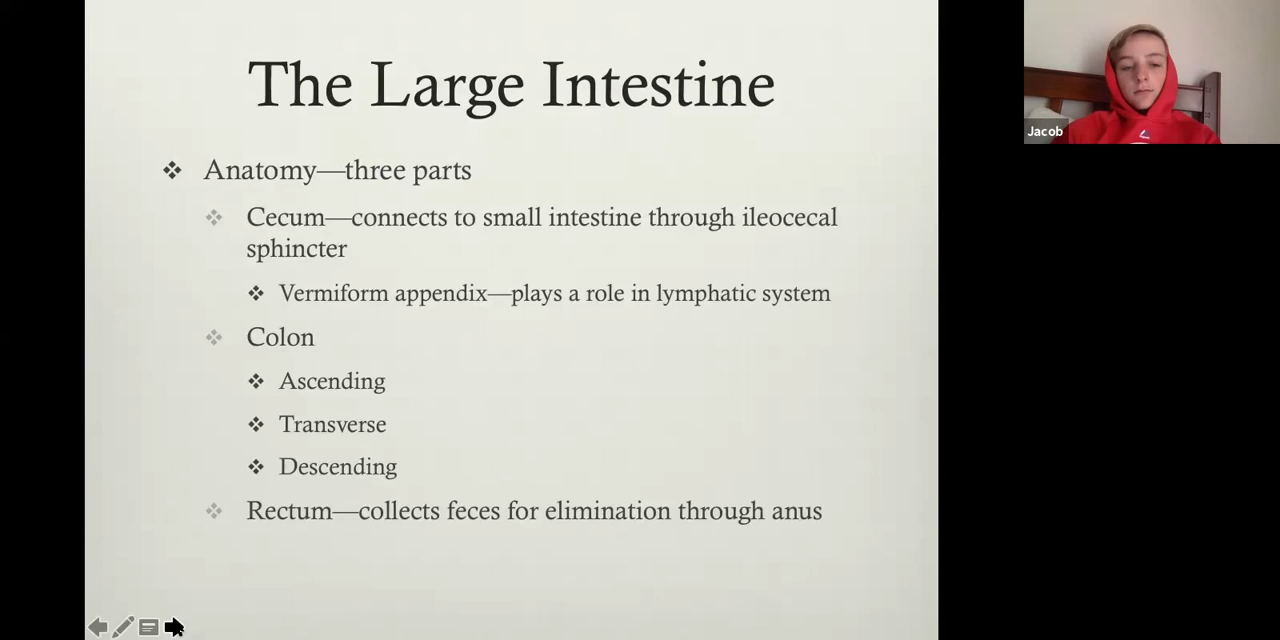 The Large Intestine
❖ Anatomy—three parts
❖ Cecum—connects to small intestine through ileocecal
sphincter
❖ Vermiform appendix—plays a role in lymphatic system
❖ Colon
❖ Ascending
❖ Transverse
❖ Descending
❖ Rectum—collects feces for elimination through anus
Jacob